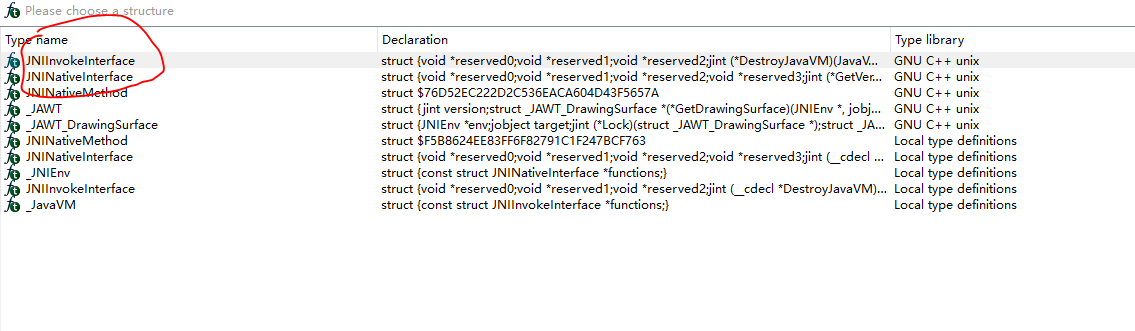 Please choose a structure
Type name Declaration Type library
JNIInvokeInterface struct {void *reserved0;void *reserved1;void *reserved2;jint (*DestroyJavaVM)(JavaV... GNU C++ unix
JNINativeInterface struct {void *reserved0;void *reserved1;void *reserved2;void *reserved3;jint (*GetVer... GNU C++ unix
JNINativeMethod struct $76D52EC222D2C536EACA604D43F5657A GNU C++ unix
_JAWT struct {jint version;struct _JAWT_DrawingSurface *(*GetDrawingSurface)(JNIEnv *, jobj... GNU C++ unix
_JAWT_DrawingSurface struct {JNIEnv *env;jobject target;jint (*Lock)(struct _JAWT_DrawingSurface *);struct _JA... GNU C++ unix
JNINativeMethod struct $F5B8624EE83FF6F82791C1F247BCF763 Local type definitions
JNINativeInterface struct {void *reserved0;void *reserved1;void *reserved2;void *reserved3;jint (__cdecl ... Local type definitions
_JNIEnv struct {const struct JNINativeInterface *functions;} Local type definitions
JNIInvokeInterface struct {void *reserved0;void *reserved1;void *reserved2;jint (__cdecl *DestroyJavaVM)... Local type definitions
_JavaVM struct {const struct JNIInvokeInterface *functions;} Local type definitions